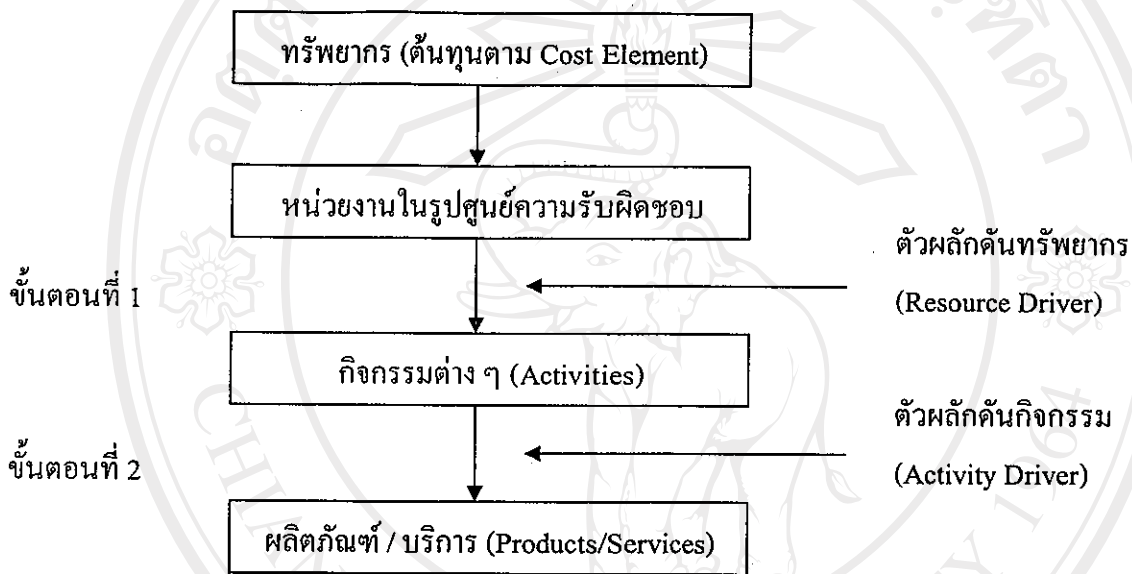 ทรัพยากร (ต้นทุนตาม Cost Element)
หน่วยงานในรูปศูนย์ความรับผิดชอบ
ตัวผลักดันทรัพยากร
ขั้นตอนที่ 1
(Resource Driver)
กิจกรรมต่าง ๆ (Activities)
ตัวผลักดันกิจกรรม
ขั้นตอนที่ 2
(Activity Driver)
ผลิตภัณฑ์ / บริการ (Products/Services)